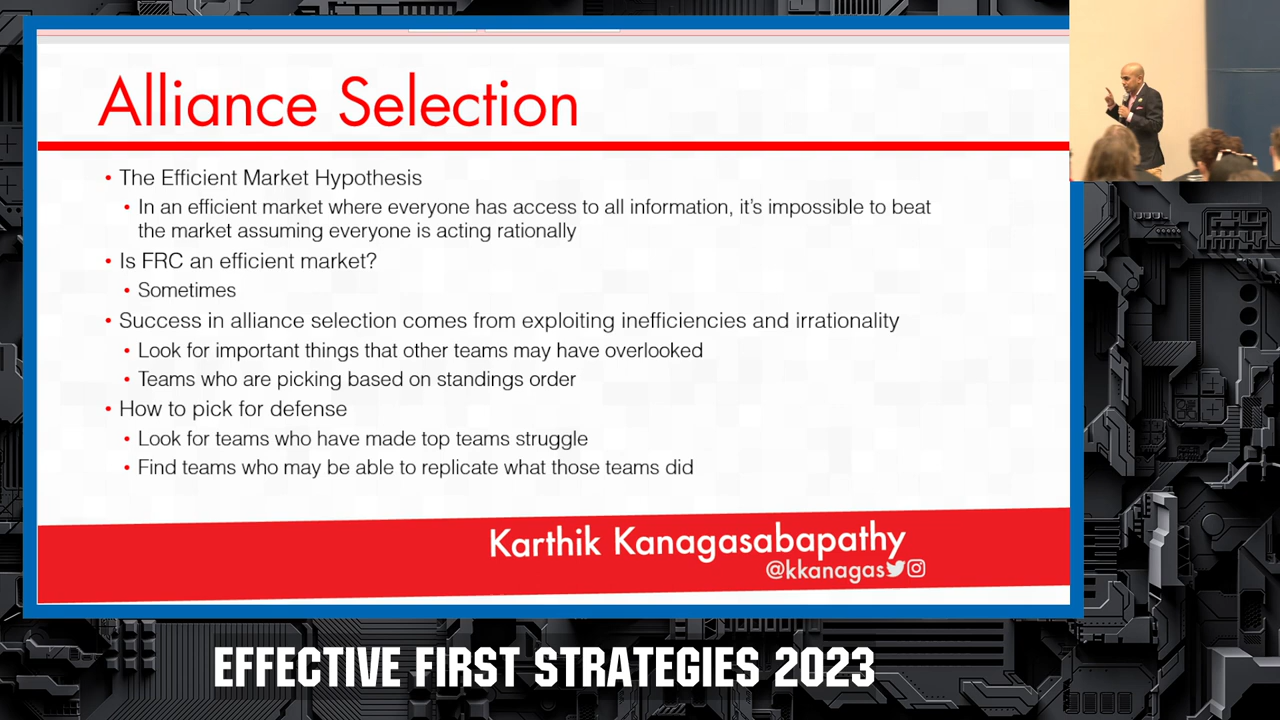 Alliance Selection
• The Efficient Market Hypothesis
• In an efficient market where everyone has access to all information, it's impossible to beat
the market assuming everyone is acting rationally
• Is FRC an efficient market?
• Sometimes
• Success in alliance selection comes from exploiting inefficiencies and irrationality
• Look for important things that other teams may have overlooked
• Teams who are picking based on standings order
• How to pick for defense
• Look for teams who have made top teams struggle
• Find teams who may be able to replicate what those teams did
Karthik Kanagasabapathy
@kkanagas
EFFECTIVE FIRST STRATEGIES 2023